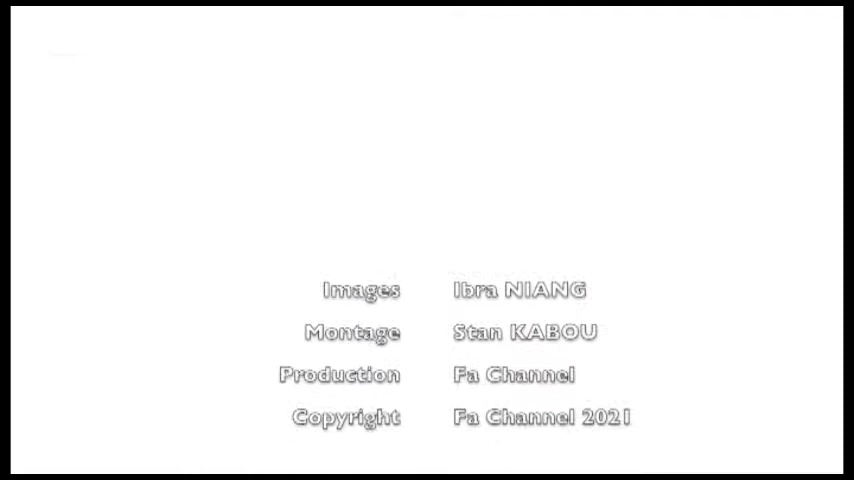 Images Ibra NIANG
Montage Stan KABOU
Production Fa Channel
Copyright Fa Channel 2021